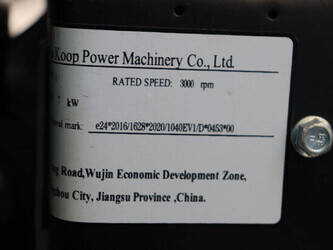 Koop Power Machinery Co., Ltd.
RATED SPEED: 3000 rpm
7 kW
mark: e24*2016/1628*2020/1040EV1/D*0453*00
Road,Wujin Economic Development Zone,
City, Jiangsu Province ,China.